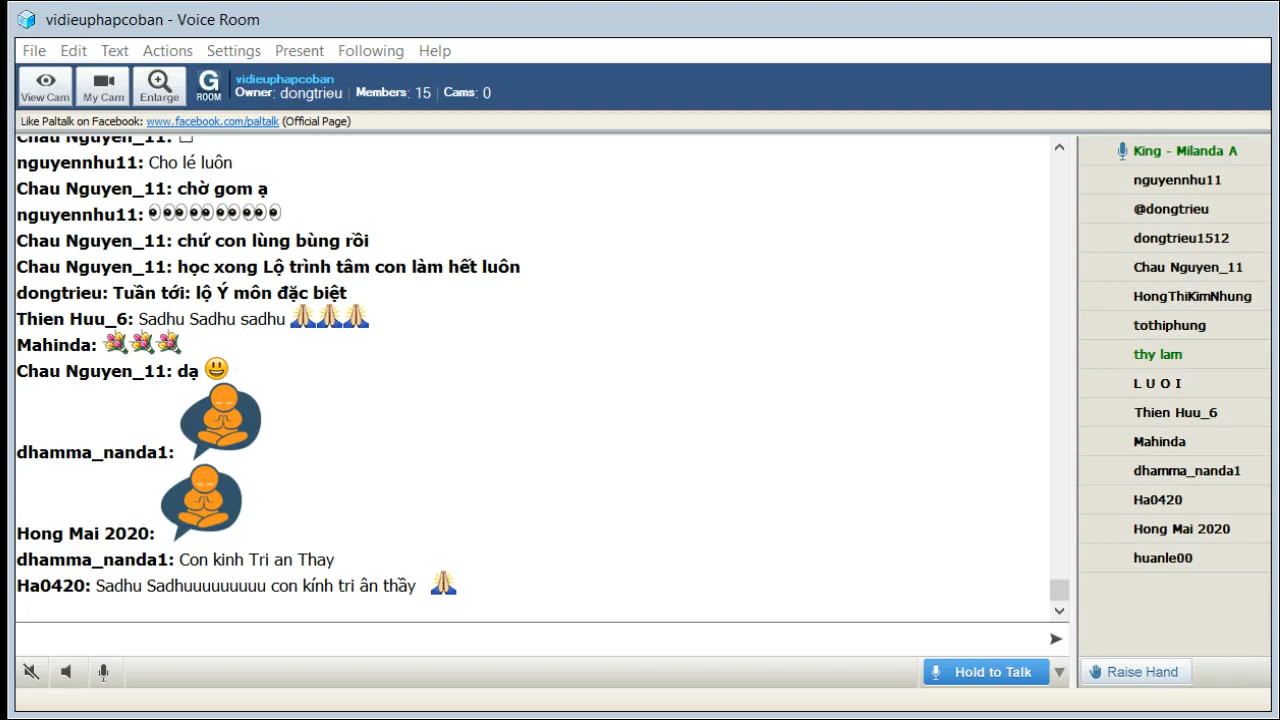 vidieuphapcoban - Voice Room
File Edit Text Actions Settings Present Following Help
View Cam My Cam Enlarge G ROOM
vidieuphapcoban
Owner: dongtrieu Members: 15 Cams: 0
Like Paltalk on Facebook: www.facebook.com/paltalk (Official Page)
Chau Nguyen_11:
nguyennhu11: Cho lé luôn
Chau Nguyen_11: chờ gom ạ
nguyennhu11:
Chau Nguyen_11: chứ con lùng bùng rồi
Chau Nguyen_11: học xong Lộ trình tâm con làm hết luôn
dongtrieu: Tuần tới: lộ Ý môn đặc biệt
Thien Huu_6: Sadhu Sadhu sadhu
Mahinda:
Chau Nguyen_11: dạ
dhamma_nanda1:
Hong Mai 2020:
dhamma_nanda1: Con kinh Tri an Thay
Ha0420: Sadhu Sadhuuuuuuuuu con kính tri ân thầy
King - Milanda A
nguyennhu11
@dongtrieu
dongtrieu1512
Chau Nguyen_11
HongThiKimNhung
tothiphung
thy lam
L U O I
Thien Huu_6
Mahinda
dhamma_nanda1
Ha0420
Hong Mai 2020
huanle00
Hold to Talk
Raise Hand